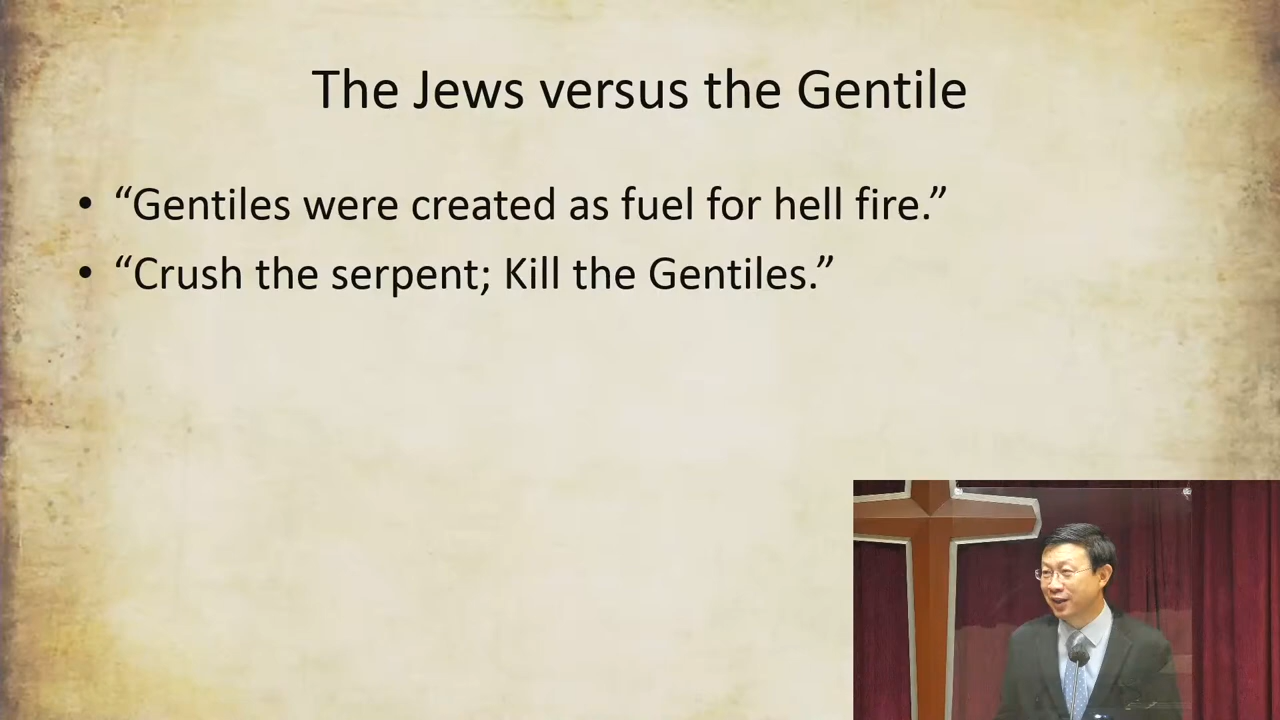 The Jews versus the Gentile
• “Gentiles were created as fuel for hell fire.”
• “Crush the serpent; Kill the Gentiles.”